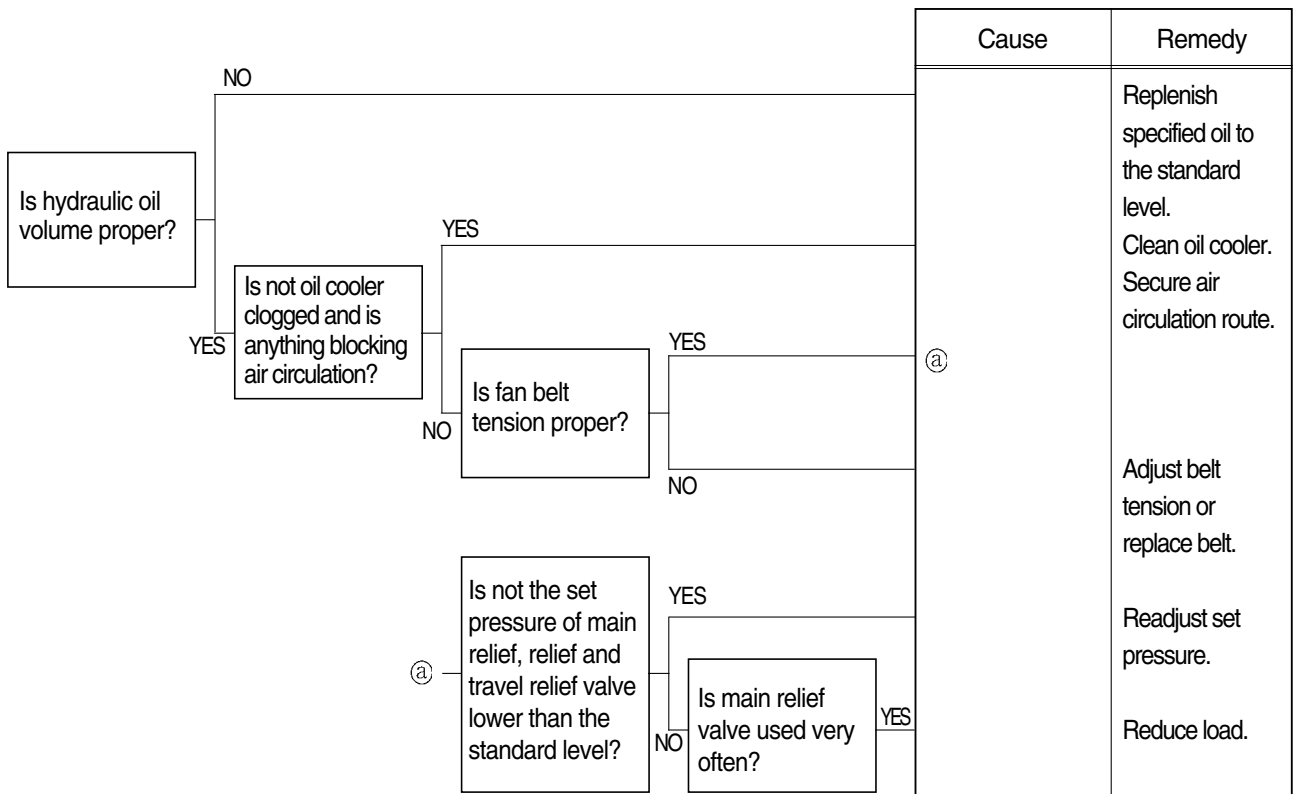 Cause
Remedy
NO
Replenish
specified oil to
the standard
level.
Is hydraulic oil
volume proper?
YES
Clean oil cooler.
Secure air
circulation route.
YES
Is not oil cooler
clogged and is
anything blocking
air circulation?
YES
ⓐ
NO
Is fan belt
tension proper?
NO
Adjust belt
tension or
replace belt.
ⓐ
Is not the set
pressure of main
relief, relief and
travel relief valve
lower than the
standard level?
YES
Readjust set
pressure.
NO
Is main relief
valve used very
often?
YES
Reduce load.